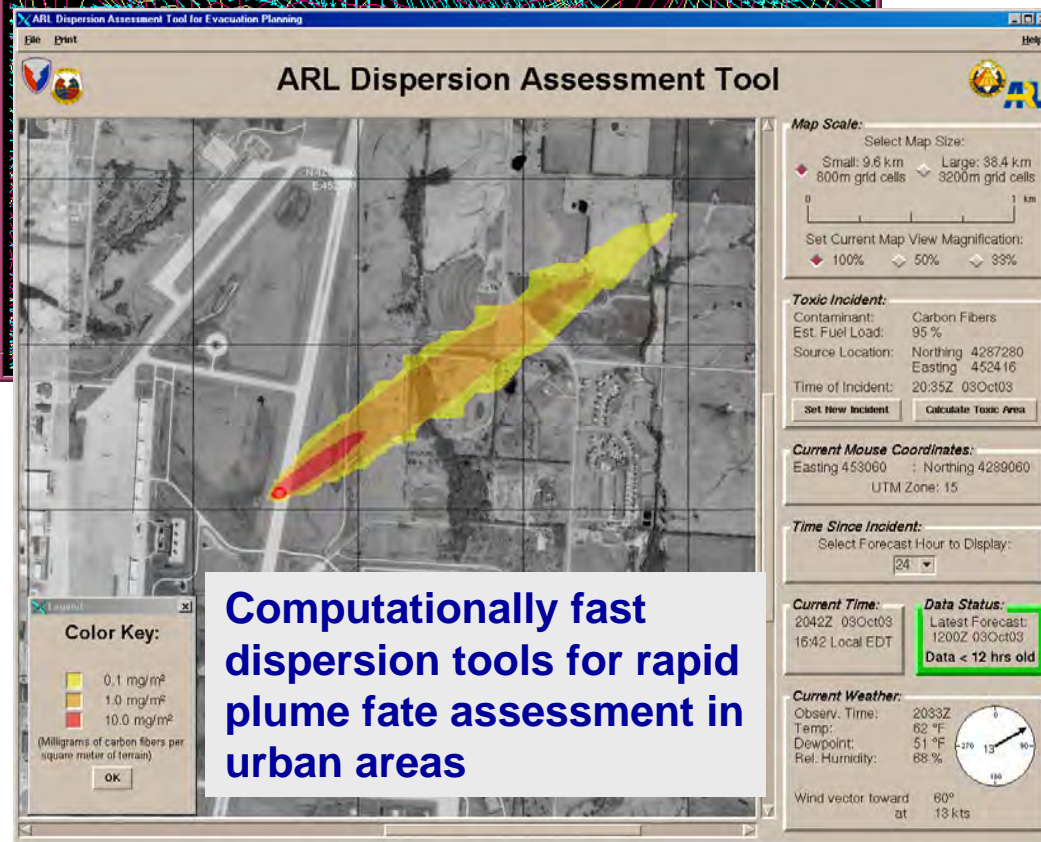 ARL Dispersion Assessment Tool for Evacuation Planning
File Print
Help
ARL Dispersion Assessment Tool
ARL
Map Scale:
Select Map Size:
Small: 9.6 km
800m grid cells
Large: 38.4 km
3200m grid cells
0 1 km
Set Current Map View Magnification:
100% 50% 33%
Toxic Incident:
Contaminant: Carbon Fibers
Est. Fuel Load: 95 %
Source Location: Northing 4287280
Easting 452416
Time of Incident: 20:35Z 03Oct03
Set New Incident Calculate Toxic Area
Current Mouse Coordinates:
Easting 453060 : Northing 4289060
UTM Zone: 15
Time Since Incident:
Select Forecast Hour to Display:
24
Current Time:
2042Z 03Oct03
16:42 Local EDT
Data Status:
Latest Forecast:
1200Z 03Oct03
Data < 12 hrs old
Current Weather:
Observ. Time: 2033Z
Temp: 62 °F
Dewpoint: 51 °F
Rel. Humidity: 68 %
0
270 13 90
180
Wind vector toward 60°
at 13 kts
Legend
Color Key:
0.1 mg/m²
1.0 mg/m²
10.0 mg/m²
(Milligrams of carbon fibers per
square meter of terrain)
OK
Computationally fast
dispersion tools for rapid
plume fate assessment in
urban areas